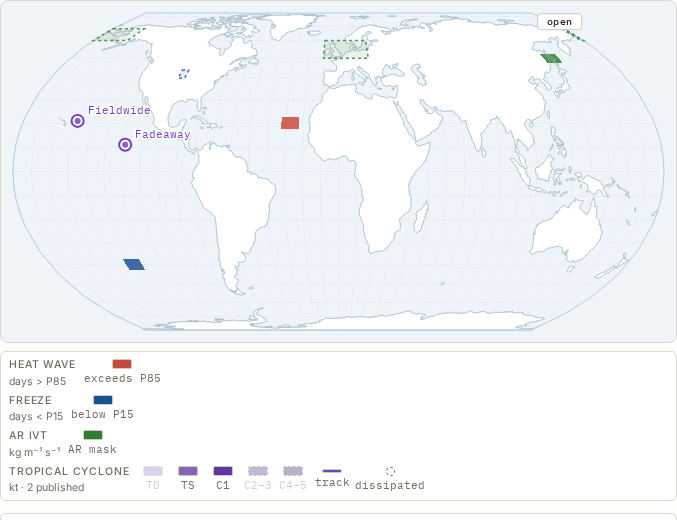 open
Fieldwide
Fadeaway
HEAT WAVE
days > P85
exceeds P85
FREEZE
days < P15
below P15
AR IVT
kg m⁻¹ s⁻¹
AR mask
TROPICAL CYCLONE
kt · 2 published
TD TS C1 C2–3 C4–5 track dissipated